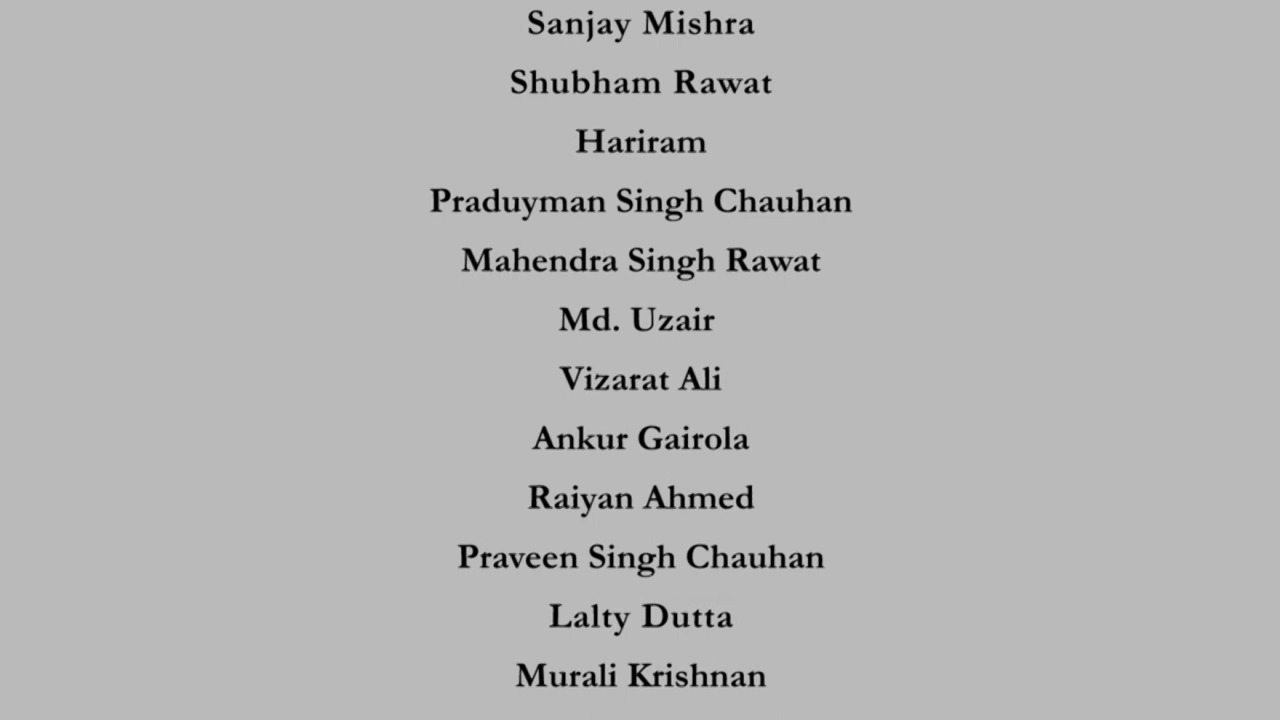 Sanjay Mishra
Shubham Rawat
Hariram
Praduyman Singh Chauhan
Mahendra Singh Rawat
Md. Uzair
Vizarat Ali
Ankur Gairola
Raiyan Ahmed
Praveen Singh Chauhan
Lalty Dutta
Murali Krishnan